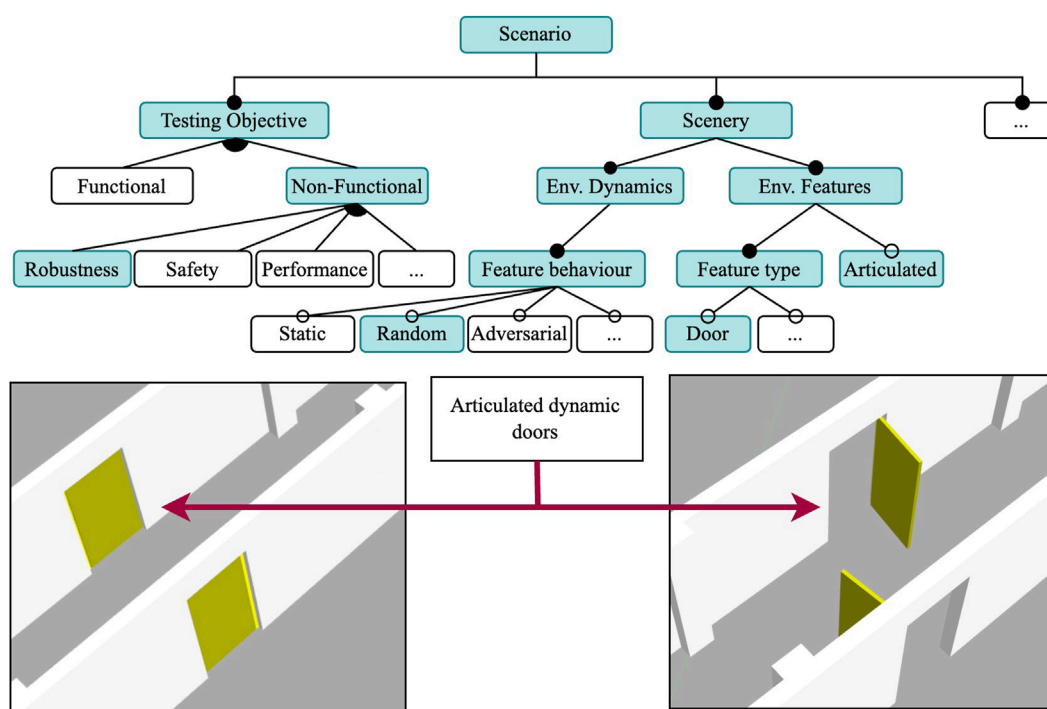 Scenario
Testing Objective
Scenery
...
Functional
Non-Functional
Env. Dynamics
Env. Features
Robustness
Safety
Performance
...
Feature behaviour
Feature type
Articulated
Static
Random
Adversarial
...
Door
...
Articulated dynamic
doors